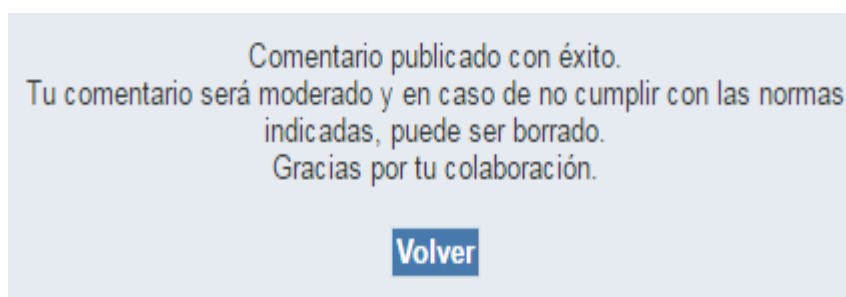 Comentario publicado con éxito.
Tu comentario será moderado y en caso de no cumplir con las normas
indicadas, puede ser borrado.
Gracias por tu colaboración.
Volver